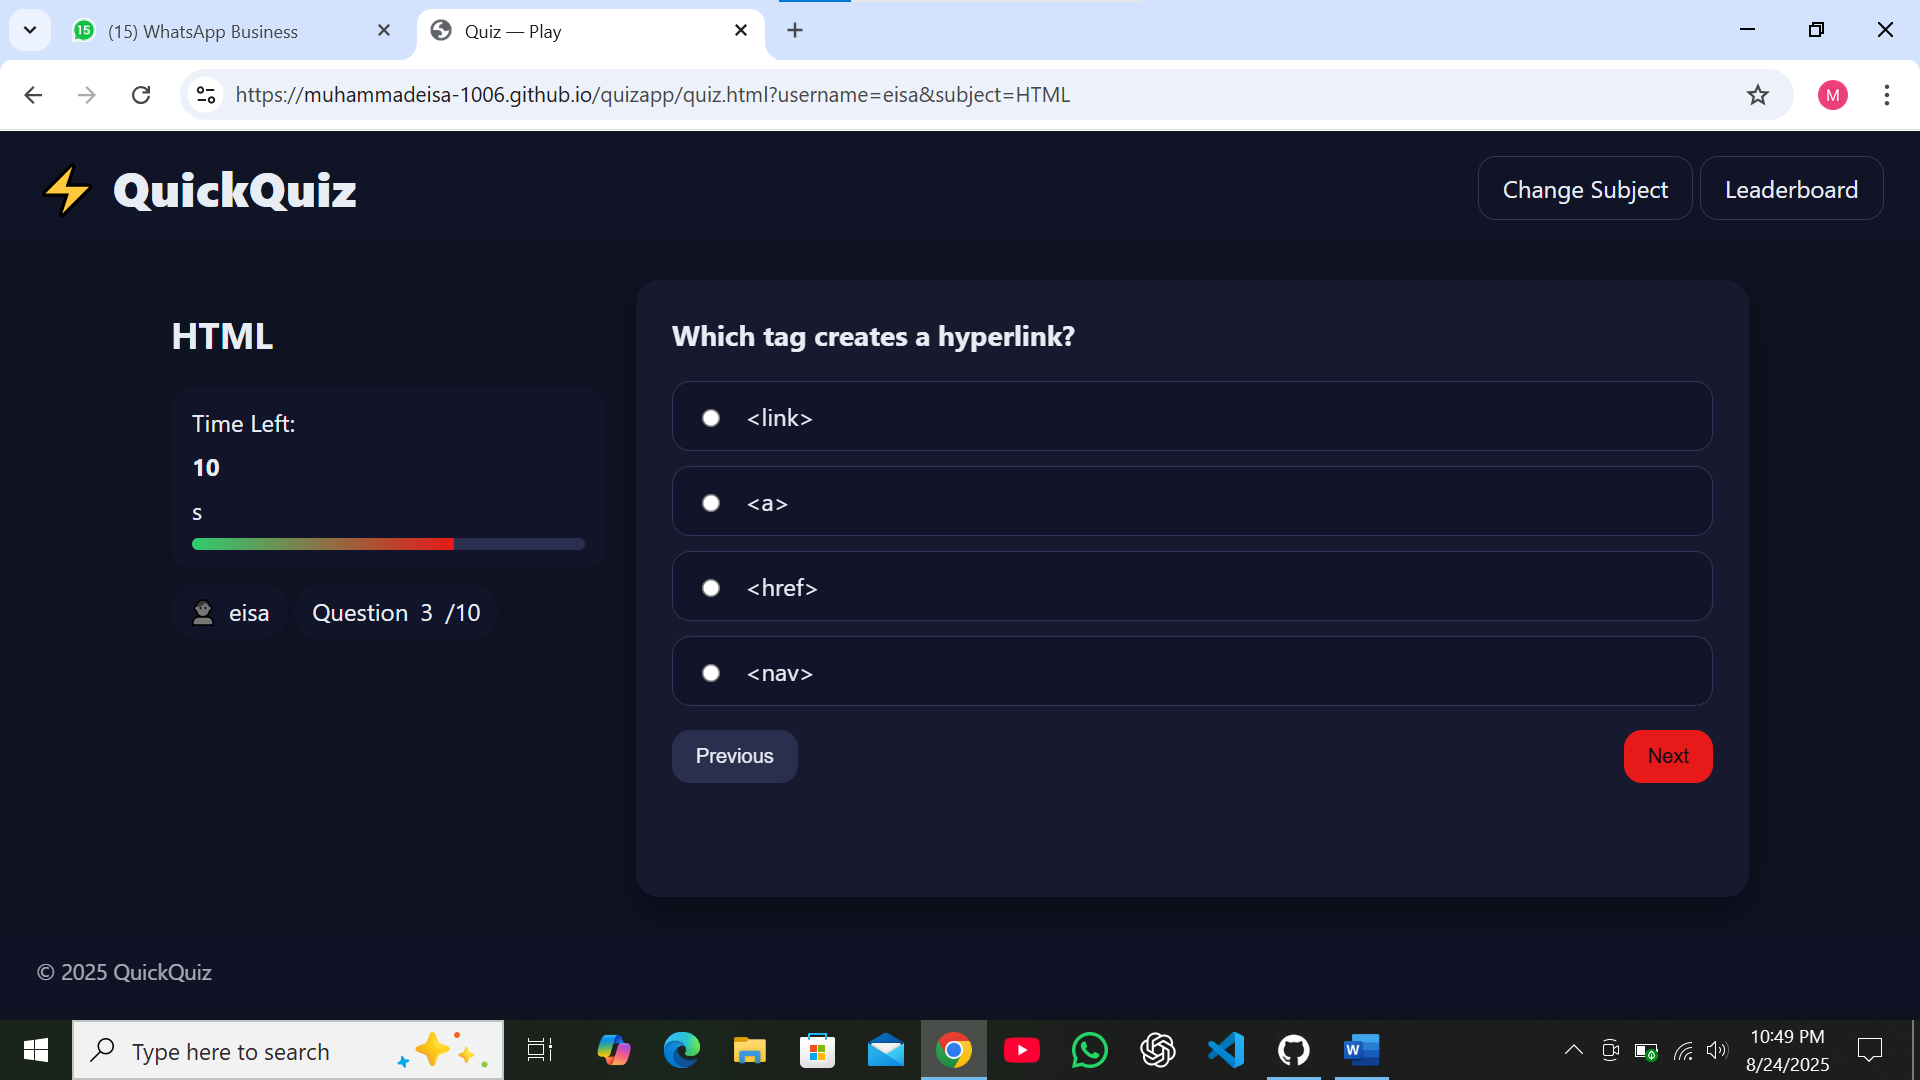 15
(15) WhatsApp Business
Quiz — Play
https://muhammadeisa-1006.github.io/quizapp/quiz.html?username=eisa&subject=HTML
M
QuickQuiz
Change Subject
Leaderboard
HTML
Time Left:
10
s
eisa
Question 3 /10
Which tag creates a hyperlink?
<link>
<a>
<href>
<nav>
Previous
Next
© 2025 QuickQuiz
Type here to search
W
10:49 PM
8/24/2025